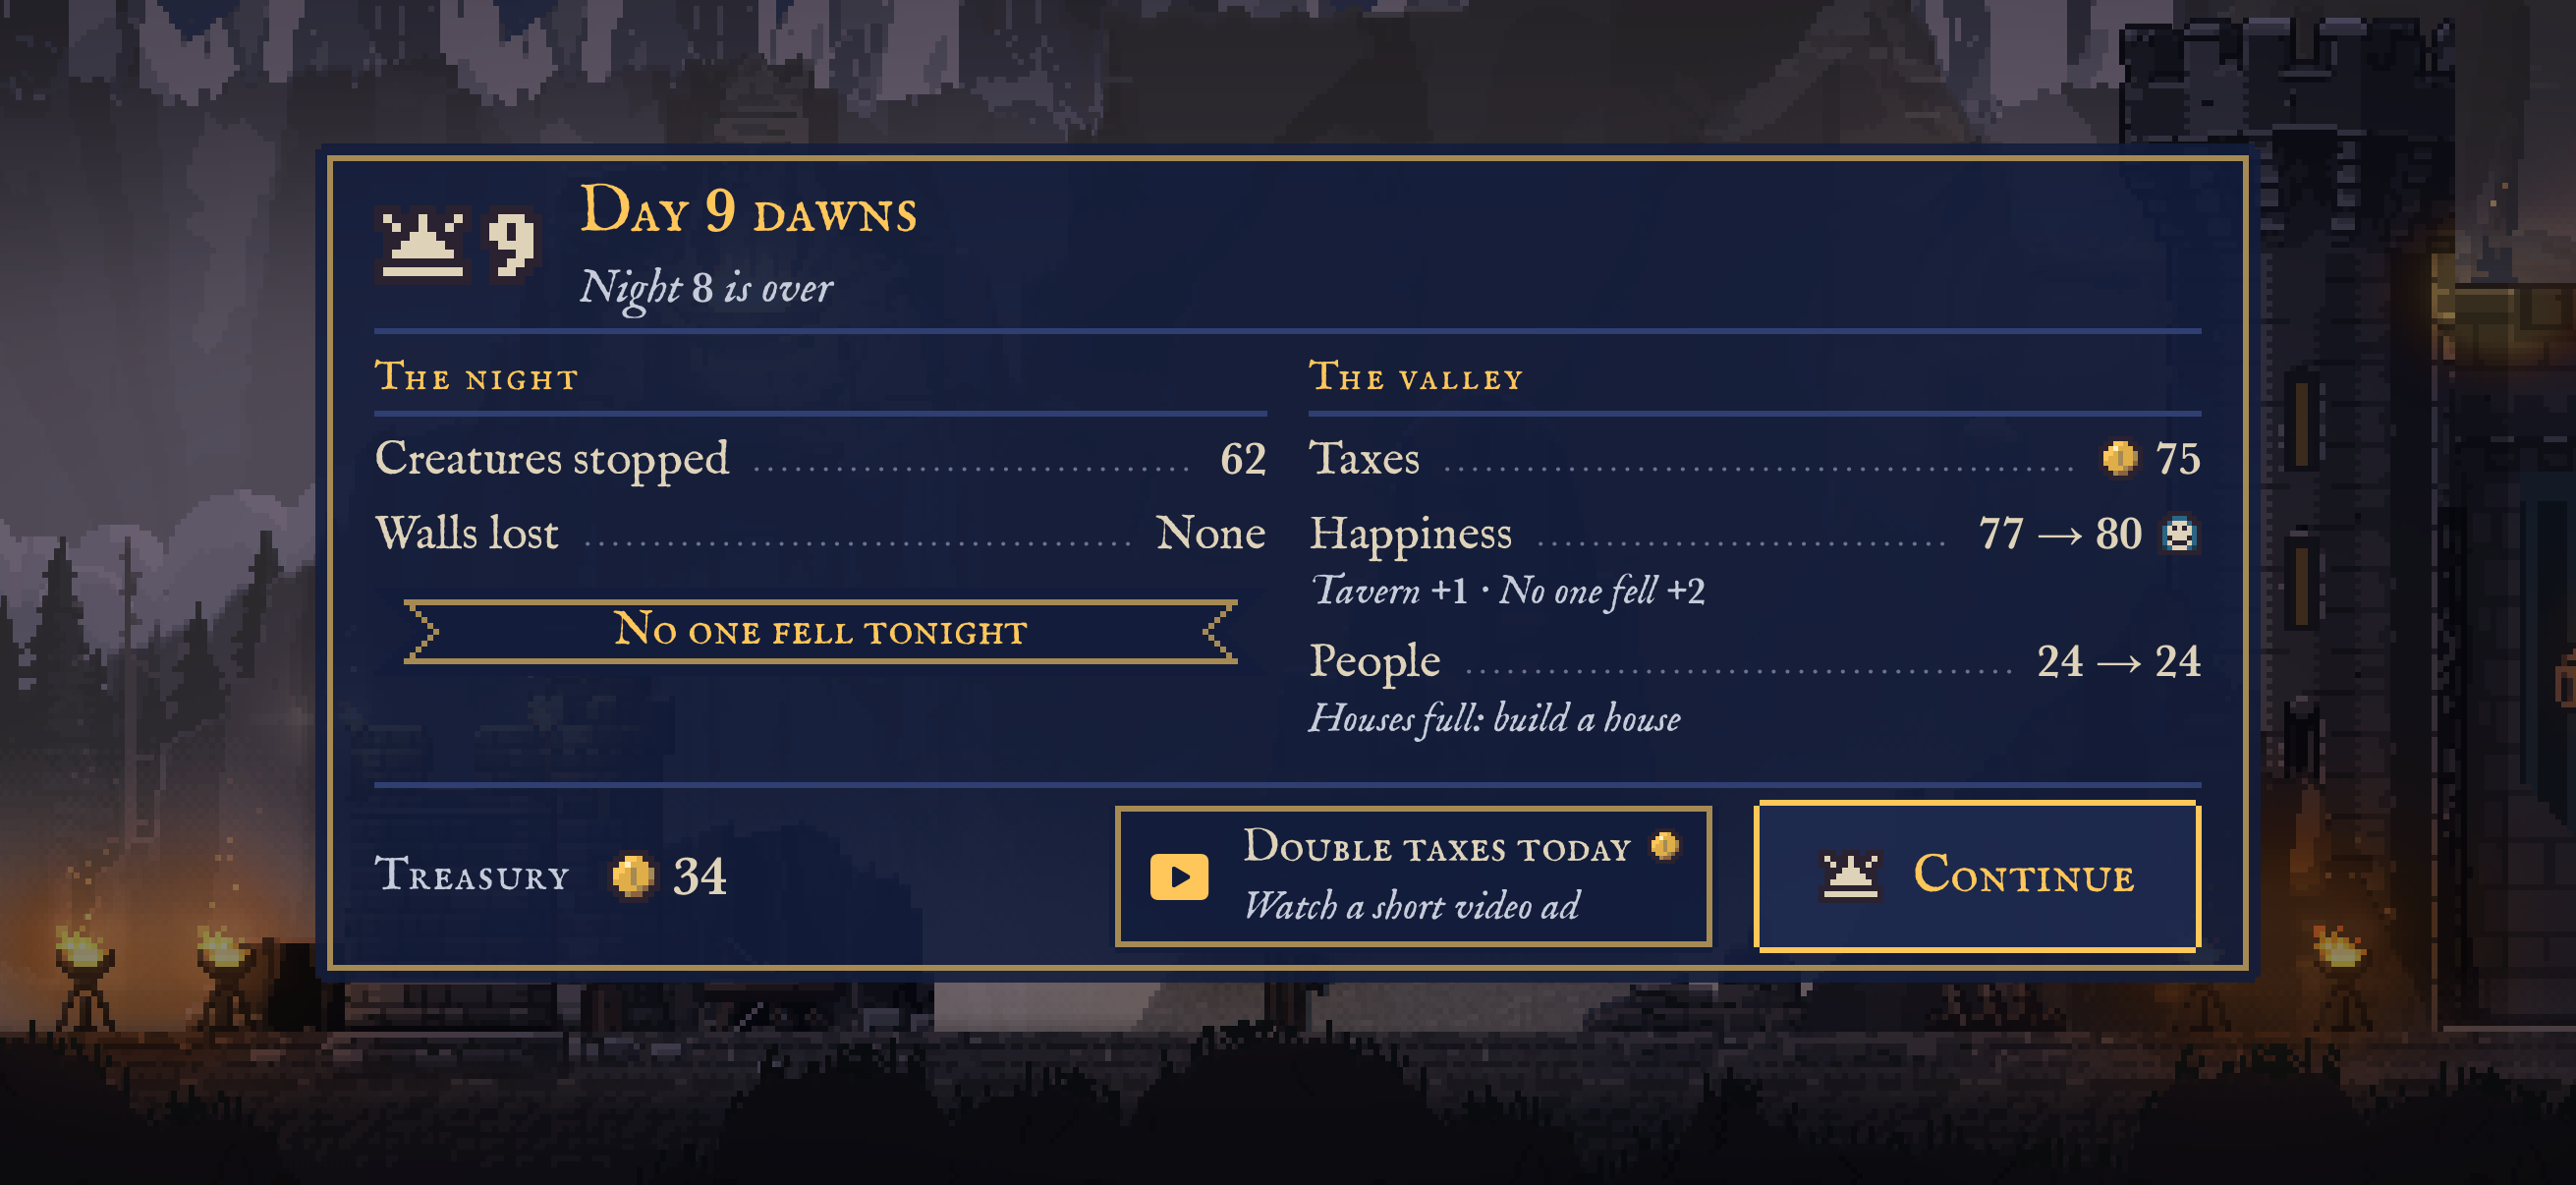 9
Day 9 dawns
Night 8 is over
The night
Creatures stopped 62
Walls lost None
No one fell tonight
The valley
Taxes 75
Happiness 77 → 80
Tavern +1 · No one fell +2
People 24 → 24
Houses full: build a house
Treasury 34
Double taxes today
Watch a short video ad
Continue